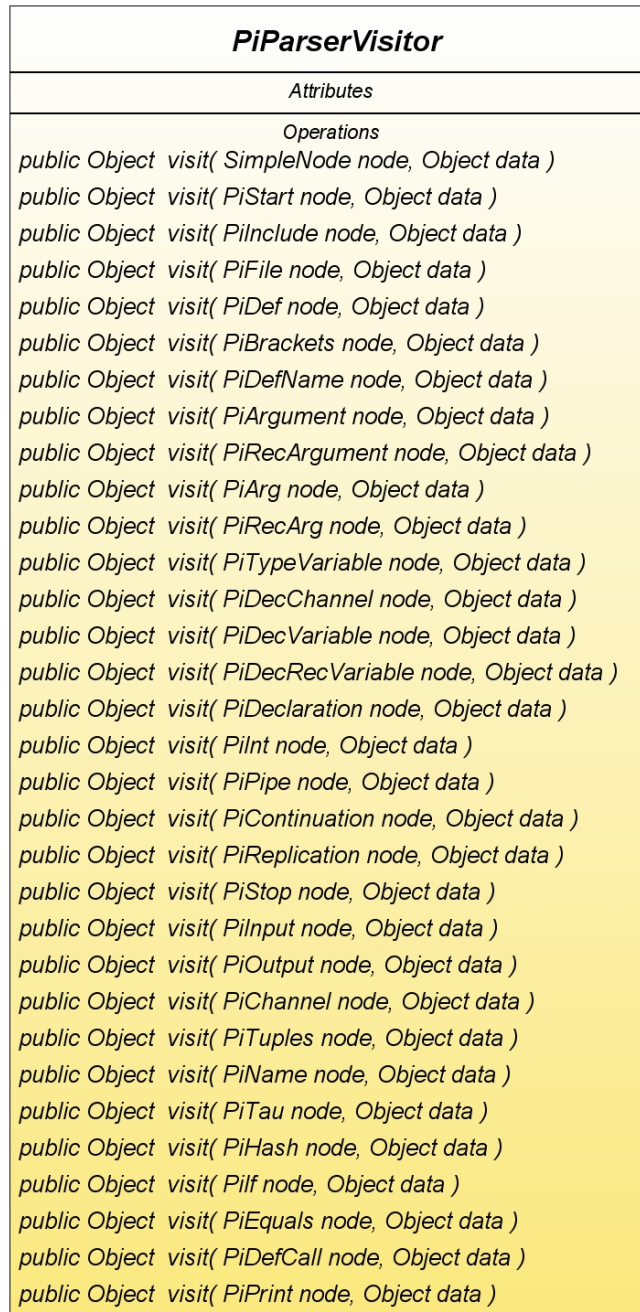 PiParserVisitor
Attributes
Operations
public Object visit( SimpleNode node, Object data )
public Object visit( PiStart node, Object data )
public Object visit( PiInclude node, Object data )
public Object visit( PiFile node, Object data )
public Object visit( PiDef node, Object data )
public Object visit( PiBrackets node, Object data )
public Object visit( PiDefName node, Object data )
public Object visit( PiArgument node, Object data )
public Object visit( PiRecArgument node, Object data )
public Object visit( PiArg node, Object data )
public Object visit( PiRecArg node, Object data )
public Object visit( PiTypeVariable node, Object data )
public Object visit( PiDecChannel node, Object data )
public Object visit( PiDecVariable node, Object data )
public Object visit( PiDecRecVariable node, Object data )
public Object visit( PiDeclaration node, Object data )
public Object visit( PiInt node, Object data )
public Object visit( PiPipe node, Object data )
public Object visit( PiContinuation node, Object data )
public Object visit( PiReplication node, Object data )
public Object visit( PiStop node, Object data )
public Object visit( PiInput node, Object data )
public Object visit( PiOutput node, Object data )
public Object visit( PiChannel node, Object data )
public Object visit( PiTuples node, Object data )
public Object visit( PiName node, Object data )
public Object visit( PiTau node, Object data )
public Object visit( PiHash node, Object data )
public Object visit( PiIf node, Object data )
public Object visit( PiEquals node, Object data )
public Object visit( PiDefCall node, Object data )
public Object visit( PiPrint node, Object data )